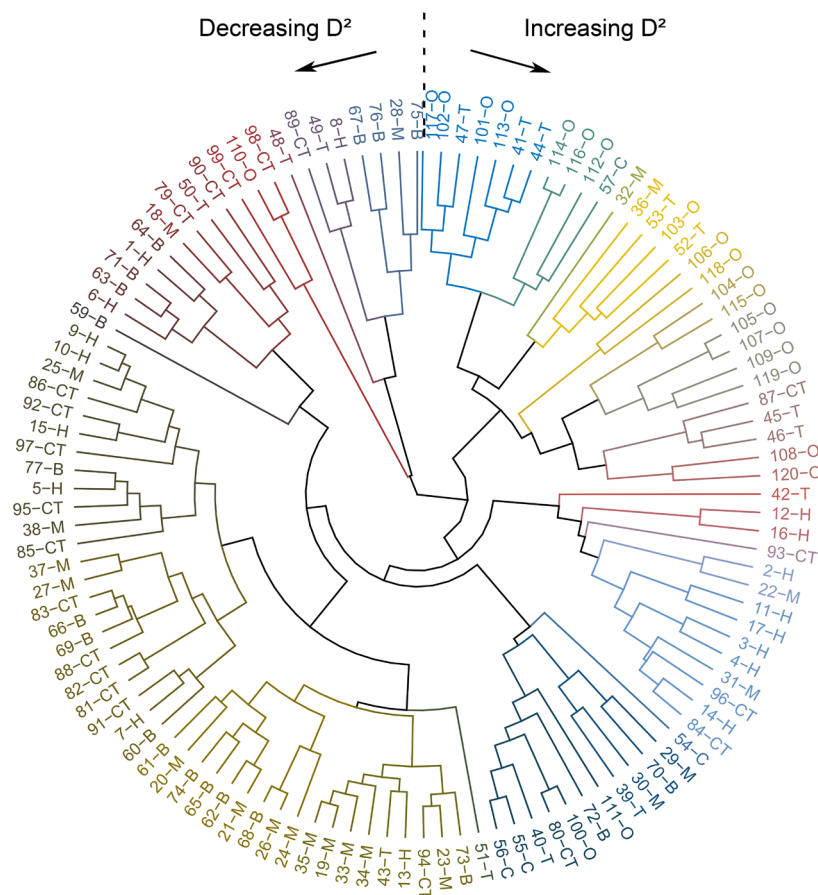 Decreasing D²
Increasing D²
117–O
102–O
47–T
101–O
113–O
41–T
44–T
114–O
116–O
112–O
57–C
32–M
36–M
53–T
103–O
52–T
106–O
118–O
104–O
115–O
105–O
107–O
109–O
119–O
87–CT
45–T
46–T
108–O
120–O
42–T
12–H
16–H
93–CT
2–H
22–M
11–H
17–H
3–H
4–H
31–M
96–CT
14–H
84–CT
54–C
29–M
70–B
30–M
39–T
111–O
72–B
100–O
80–CT
40–T
55–C
56–C
51–T
73–B
23–M
94–CT
13–H
43–T
34–M
33–M
19–M
35–M
24–M
26–M
68–B
21–M
62–B
65–B
74–B
20–M
61–B
60–B
7–H
91–CT
81–CT
82–CT
88–CT
69–B
66–B
83–CT
27–M
37–M
85–CT
38–M
95–CT
5–H
77–B
97–CT
15–H
92–CT
86–CT
25–M
10–H
9–H
59–B
6–H
63–B
71–B
1–H
64–B
18–M
79–CT
50–T
90–CT
99–CT
110–O
98–CT
48–T
89–CT
49–T
8–H
67–B
76–B
28–M
75–B